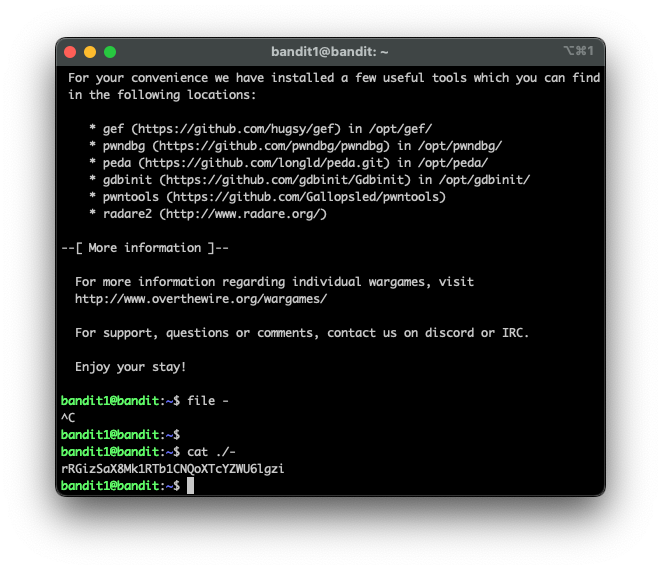 bandit1@bandit: ~
⌥⌘1
For your convenience we have installed a few useful tools which you can find
in the following locations:
* gef (https://github.com/hugsy/gef) in /opt/gef/
* pwndbg (https://github.com/pwndbg/pwndbg) in /opt/pwndbg/
* peda (https://github.com/longld/peda.git) in /opt/peda/
* gdbinit (https://github.com/gdbinit/Gdbinit) in /opt/gdbinit/
* pwntools (https://github.com/Gallopsled/pwntools)
* radare2 (http://www.radare.org/)
--[ More information ]--
For more information regarding individual wargames, visit
http://www.overthewire.org/wargames/
For support, questions or comments, contact us on discord or IRC.
Enjoy your stay!
bandit1@bandit:~$ file -
^C
bandit1@bandit:~$
bandit1@bandit:~$ cat ./-
rRGizSaX8Mk1RTb1CNQoXTcYZWU6lgzi
bandit1@bandit:~$